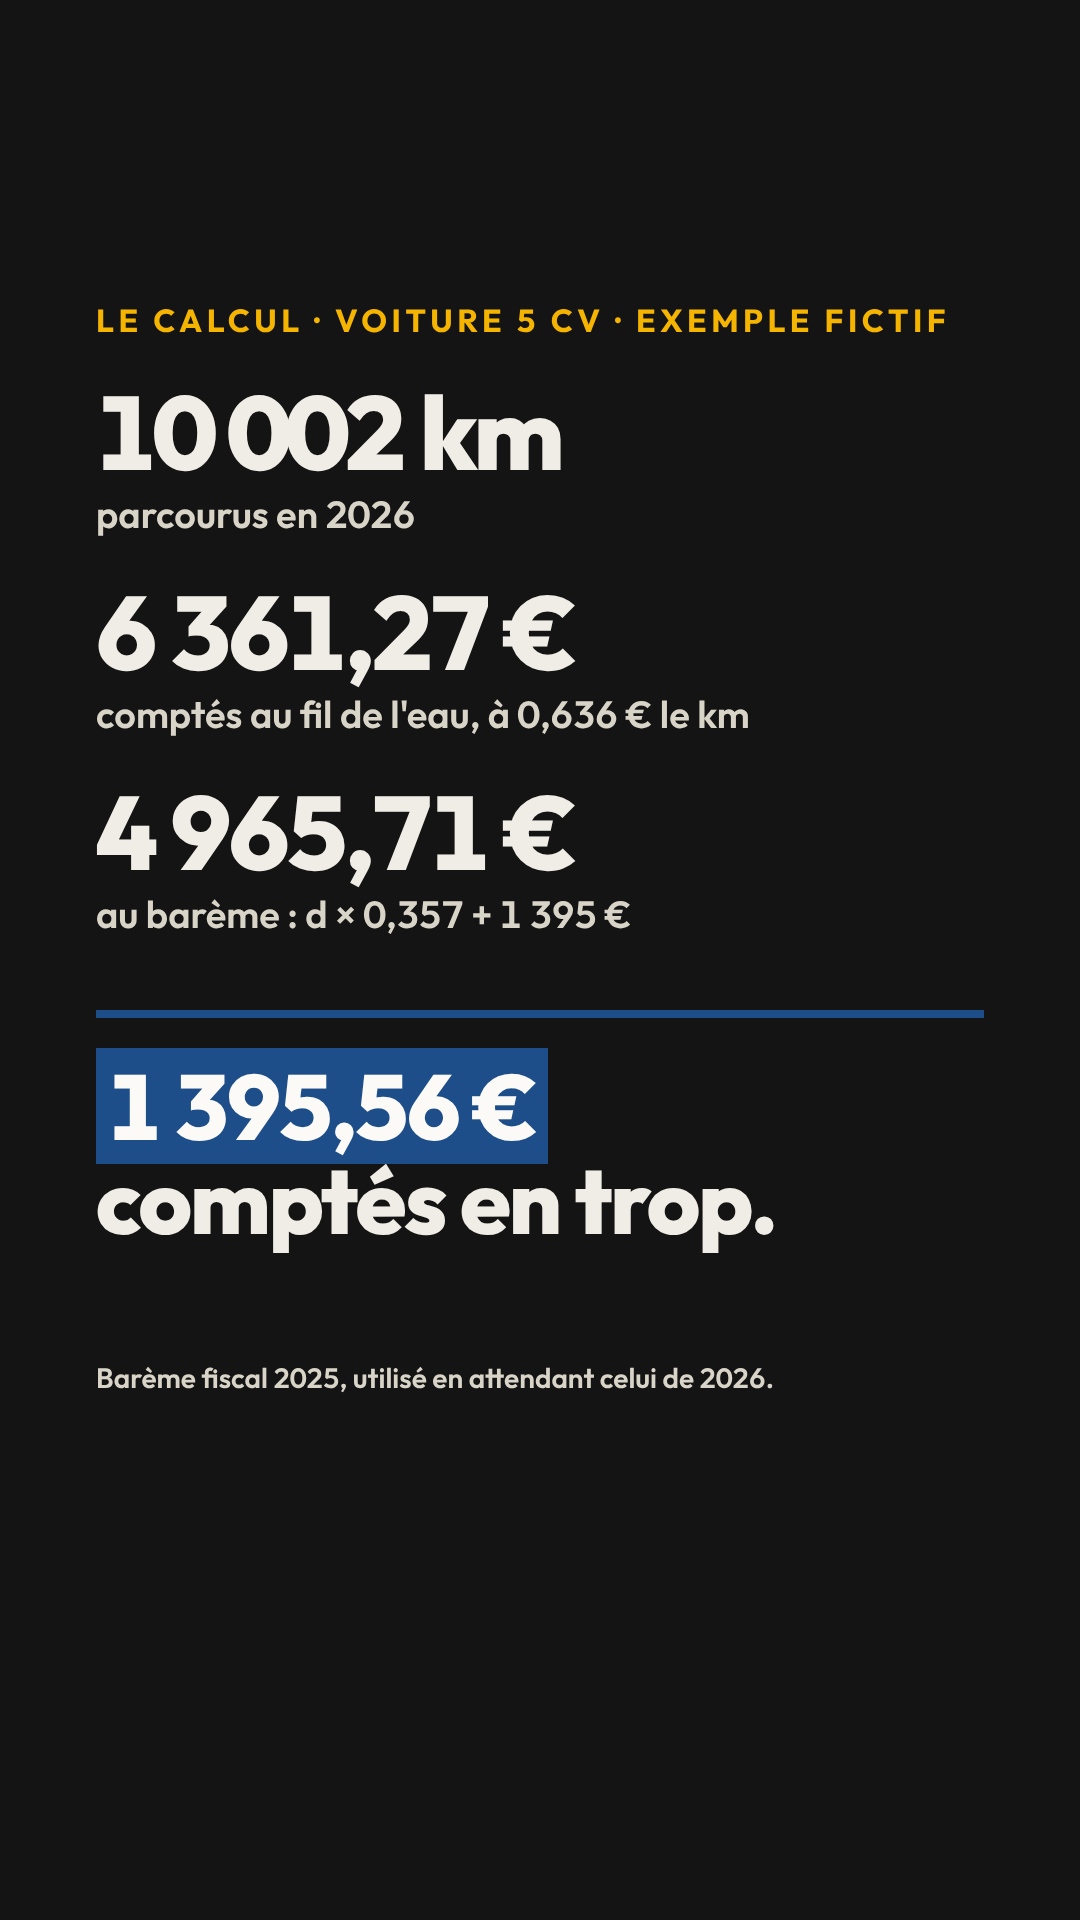 LE CALCUL · VOITURE 5 CV · EXEMPLE FICTIF
10 002 km
parcourus en 2026
6 361,27 €
comptés au fil de l'eau, à 0,636 € le km
4 965,71 €
au barème : d × 0,357 + 1 395 €
1 395,56 €
comptés en trop.
Barème fiscal 2025, utilisé en attendant celui de 2026.